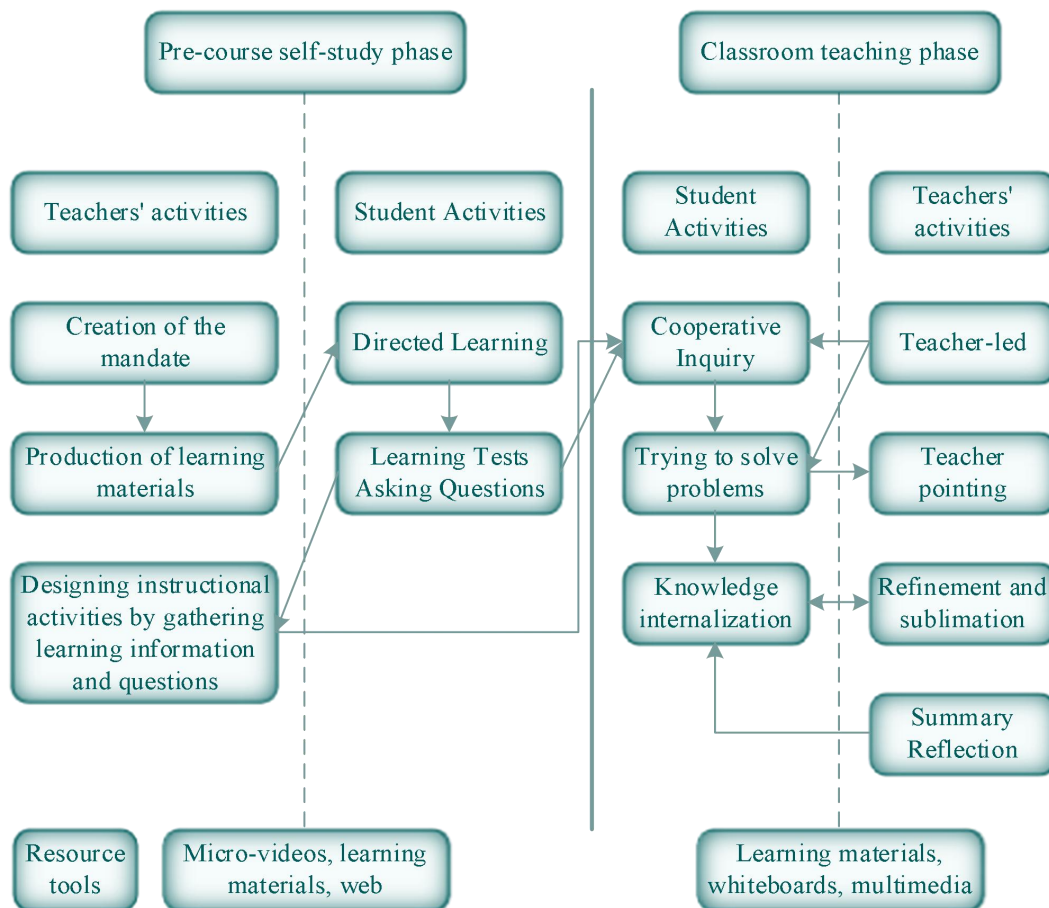 Pre-course self-study phase
Classroom teaching phase
Teachers' activities
Student Activities
Student
Activities
Teachers'
activities
Creation of the
mandate
Directed Learning
Cooperative
Inquiry
Teacher-led
Production of learning
materials
Learning Tests
Asking Questions
Trying to solve
problems
Teacher
pointing
Designing instructional
activities by gathering
learning information
and questions
Knowledge
internalization
Refinement and
sublimation
Summary
Reflection
Resource
tools
Micro-videos, learning
materials, web
Learning materials,
whiteboards, multimedia